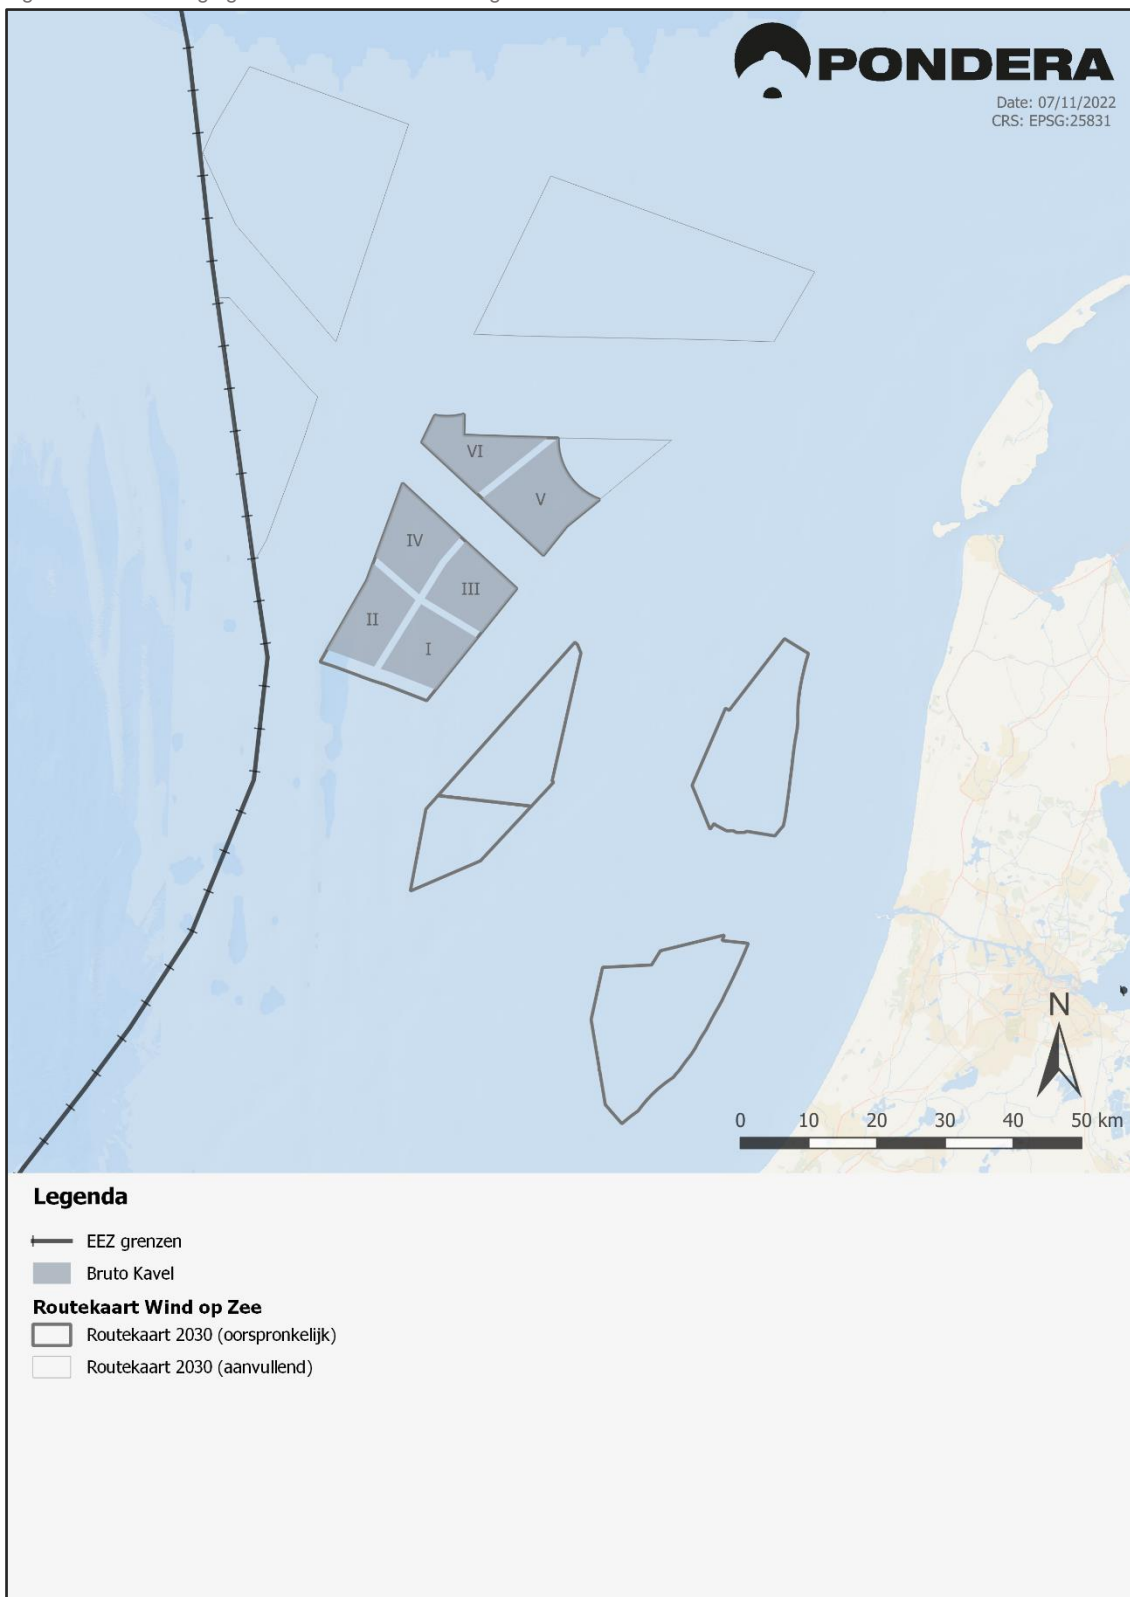 PONDERA
Date: 07/11/2022
CRS: EPSG:25831
VI
V
IV
III
II
I
N
0 10 20 30 40 50 km
Legenda
EEZ grenzen
Bruto Kavel
Routekaart Wind op Zee
Routekaart 2030 (oorspronkelijk)
Routekaart 2030 (aanvullend)